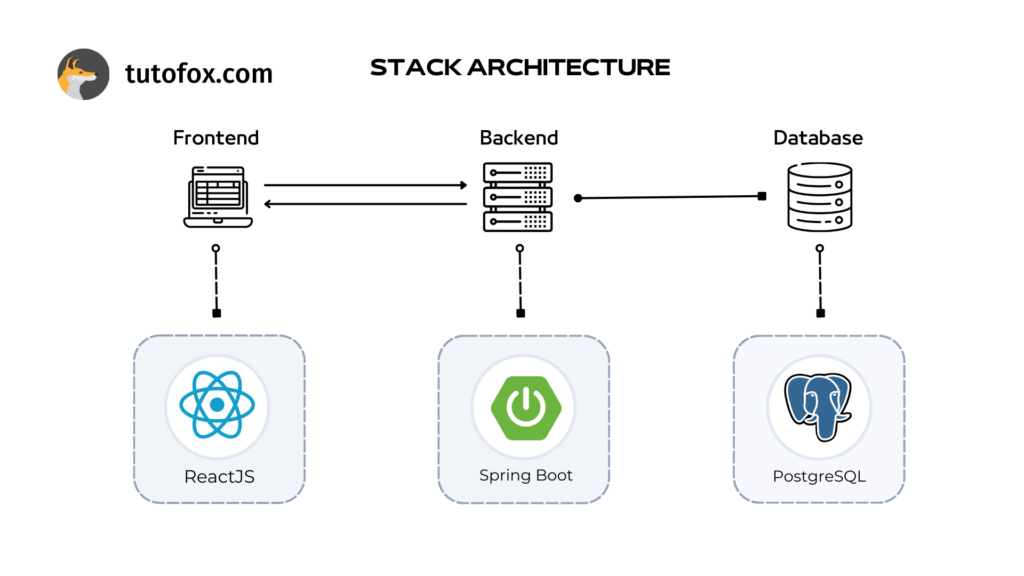 tutofox.com
STACK ARCHITECTURE
Frontend
Backend
Database
ReactJS
Spring Boot
PostgreSQL